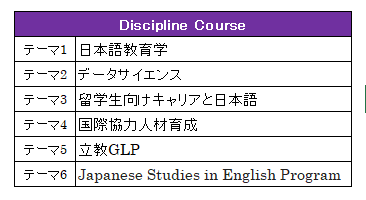 Discipline Course
テーマ1 日本語教育学
テーマ2 データサイエンス
テーマ3 留学生向けキャリアと日本語
テーマ4 国際協力人材育成
テーマ5 立教GLP
テーマ6 Japanese Studies in English Program